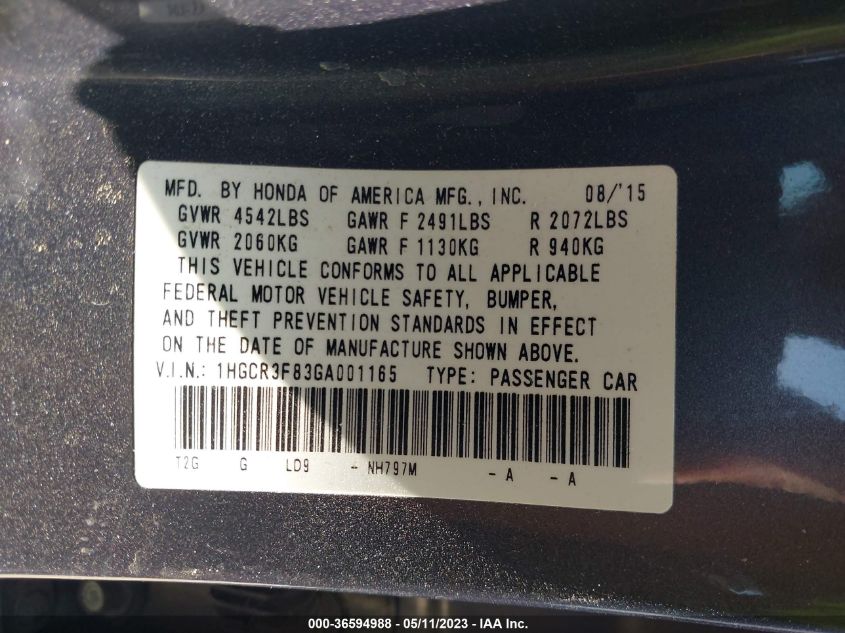 MFD. BY HONDA OF AMERICA MFG., INC. 08/'15
GVWR 4542LBS GAWR F 2491LBS R 2072LBS
GVWR 2060KG GAWR F 1130KG R 940KG
THIS VEHICLE CONFORMS TO ALL APPLICABLE
FEDERAL MOTOR VEHICLE SAFETY, BUMPER,
AND THEFT PREVENTION STANDARDS IN EFFECT
ON THE DATE OF MANUFACTURE SHOWN ABOVE.
V.I.N.: 1HGCR3F83GA001165 TYPE: PASSENGER CAR
T2G G LD9 - NH797M - A - A
000-36594988 - 05/11/2023 - IAA Inc.